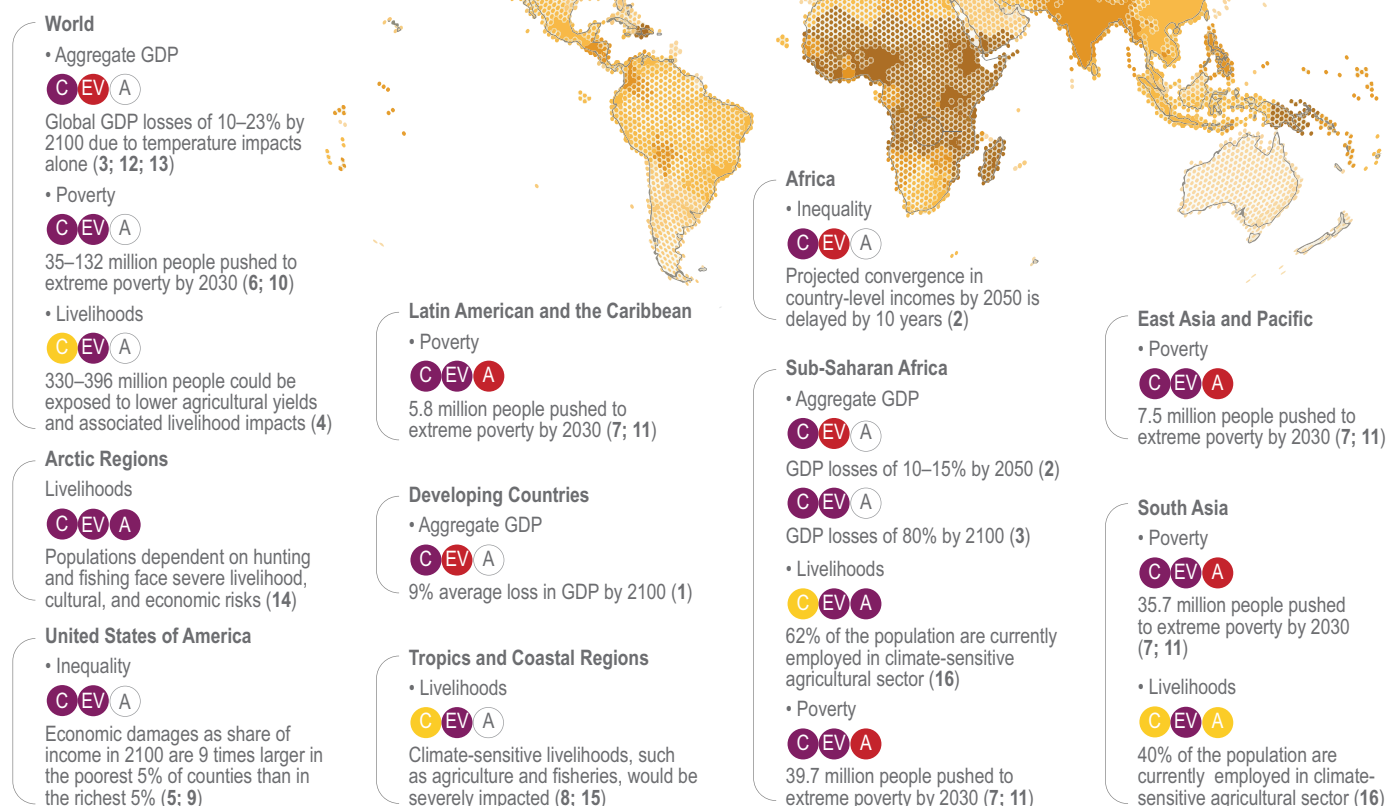 World
• Aggregate GDP
C EV A
Global GDP losses of 10–23% by
2100 due to temperature impacts
alone (3; 12; 13)
• Poverty
C EV A
35–132 million people pushed to
extreme poverty by 2030 (6; 10)
• Livelihoods
C EV A
330–396 million people could be
exposed to lower agricultural yields
and associated livelihood impacts (4)
Arctic Regions
Livelihoods
C EV A
Populations dependent on hunting
and fishing face severe livelihood,
cultural, and economic risks (14)
United States of America
• Inequality
C EV A
Economic damages as share of
income in 2100 are 9 times larger in
the poorest 5% of counties than in
the richest 5% (5; 9)
Latin American and the Caribbean
• Poverty
C EV A
5.8 million people pushed to
extreme poverty by 2030 (7; 11)
Developing Countries
• Aggregate GDP
C EV A
9% average loss in GDP by 2100 (1)
Tropics and Coastal Regions
• Livelihoods
C EV A
Climate-sensitive livelihoods, such
as agriculture and fisheries, would be
severely impacted (8; 15)
Africa
• Inequality
C EV A
Projected convergence in
country-level incomes by 2050 is
delayed by 10 years (2)
Sub-Saharan Africa
• Aggregate GDP
C EV A
GDP losses of 10–15% by 2050 (2)
C EV A
GDP losses of 80% by 2100 (3)
• Livelihoods
C EV A
62% of the population are currently
employed in climate-sensitive
agricultural sector (16)
• Poverty
C EV A
39.7 million people pushed to
extreme poverty by 2030 (7; 11)
East Asia and Pacific
• Poverty
C EV A
7.5 million people pushed to
extreme poverty by 2030 (7; 11)
South Asia
• Poverty
C EV A
35.7 million people pushed
to extreme poverty by 2030
(7; 11)
• Livelihoods
C EV A
40% of the population are
currently employed in climate-
sensitive agricultural sector (16)